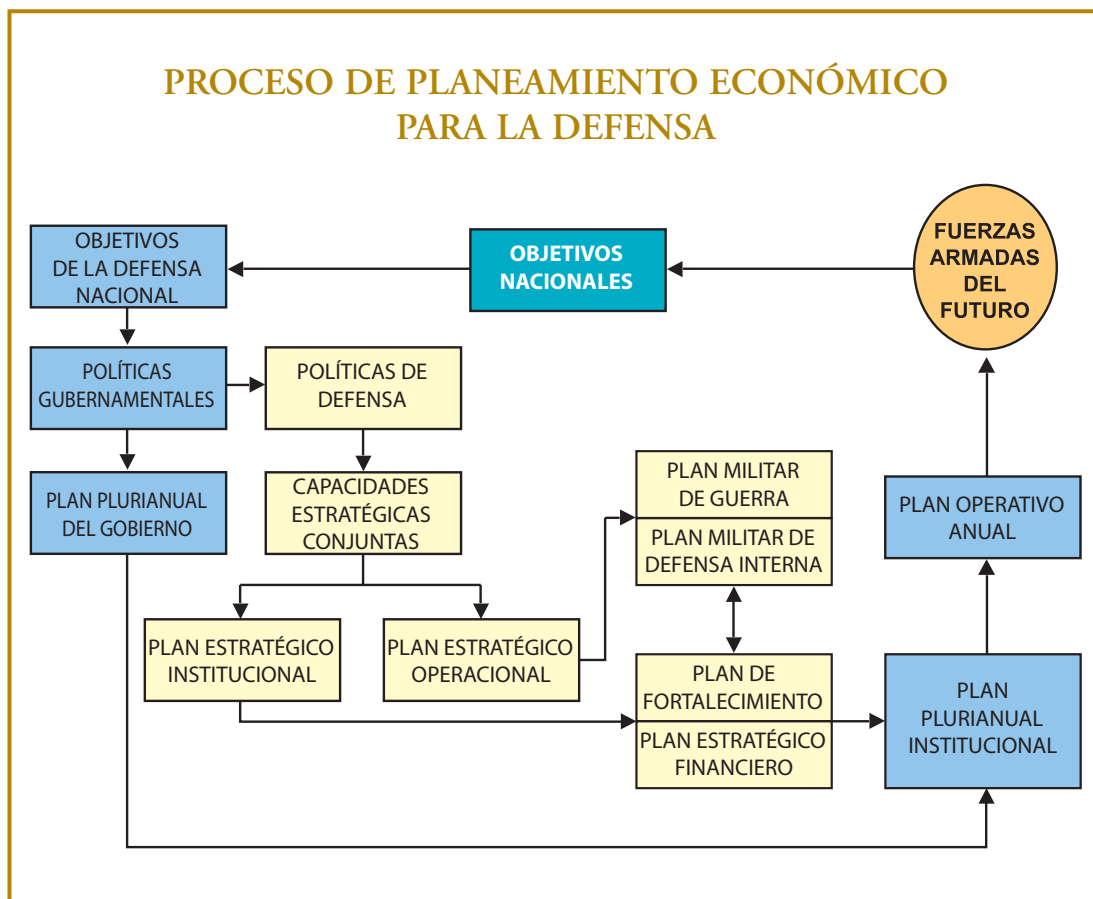 PROCESO DE PLANEAMIENTO ECONÓMICO
PARA LA DEFENSA
OBJETIVOS
DE LA DEFENSA
NACIONAL
OBJETIVOS
NACIONALES
FUERZAS
ARMADAS
DEL
FUTURO
POLÍTICAS
GUBERNAMENTALES
POLÍTICAS DE
DEFENSA
PLAN PLURIANUAL
DEL GOBIERNO
CAPACIDADES
ESTRATÉGICAS
CONJUNTAS
PLAN MILITAR
DE GUERRA
PLAN MILITAR DE
DEFENSA INTERNA
PLAN OPERATIVO
ANUAL
PLAN ESTRATÉGICO
INSTITUCIONAL
PLAN ESTRATÉGICO
OPERACIONAL
PLAN DE
FORTALECIMIENTO
PLAN ESTRATÉGICO
FINANCIERO
PLAN
PLURIANUAL
INSTITUCIONAL